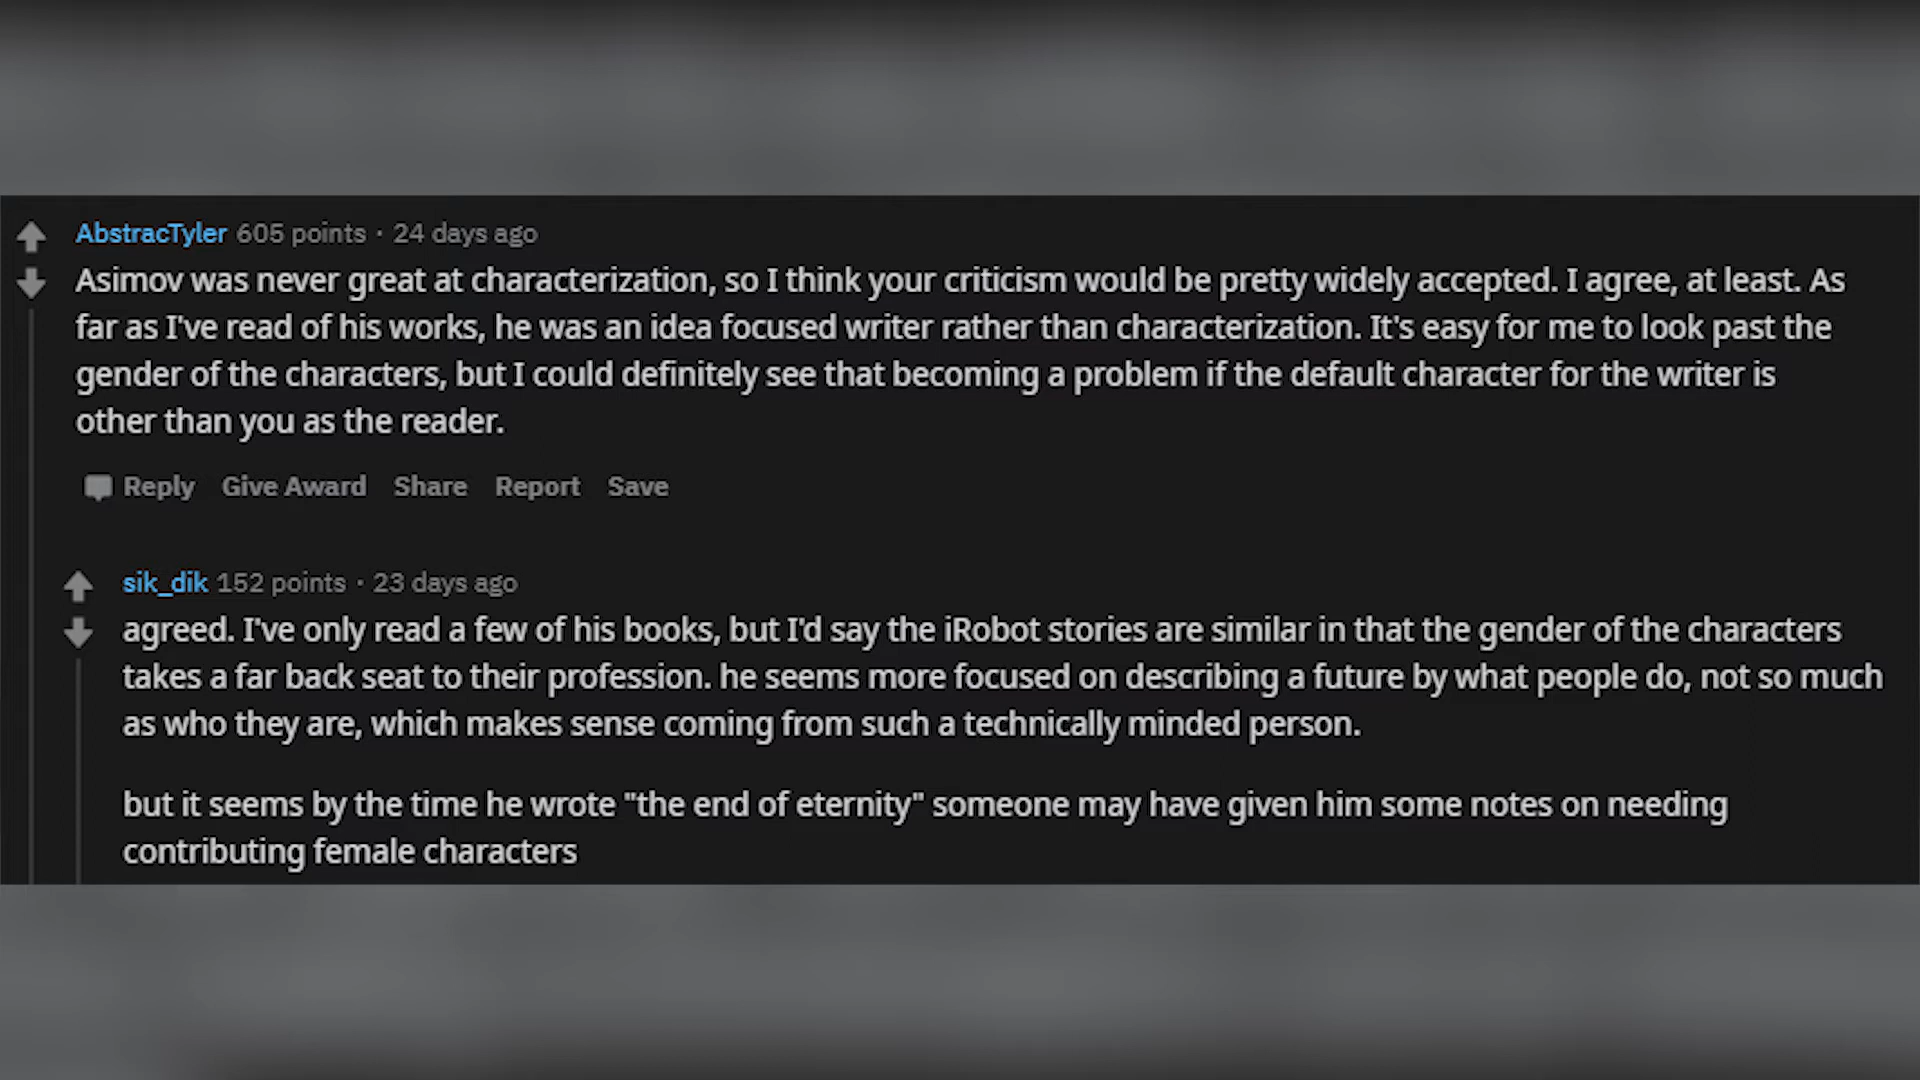 AbstracTyler 605 points · 24 days ago
Asimov was never great at characterization, so I think your criticism would be pretty widely accepted. I agree, at least. As
far as I've read of his works, he was an idea focused writer rather than characterization. It's easy for me to look past the
gender of the characters, but I could definitely see that becoming a problem if the default character for the writer is
other than you as the reader.
Reply Give Award Share Report Save
sik_dik 152 points · 23 days ago
agreed. I've only read a few of his books, but I'd say the iRobot stories are similar in that the gender of the characters
takes a far back seat to their profession. he seems more focused on describing a future by what people do, not so much
as who they are, which makes sense coming from such a technically minded person.
but it seems by the time he wrote "the end of eternity" someone may have given him some notes on needing
contributing female characters